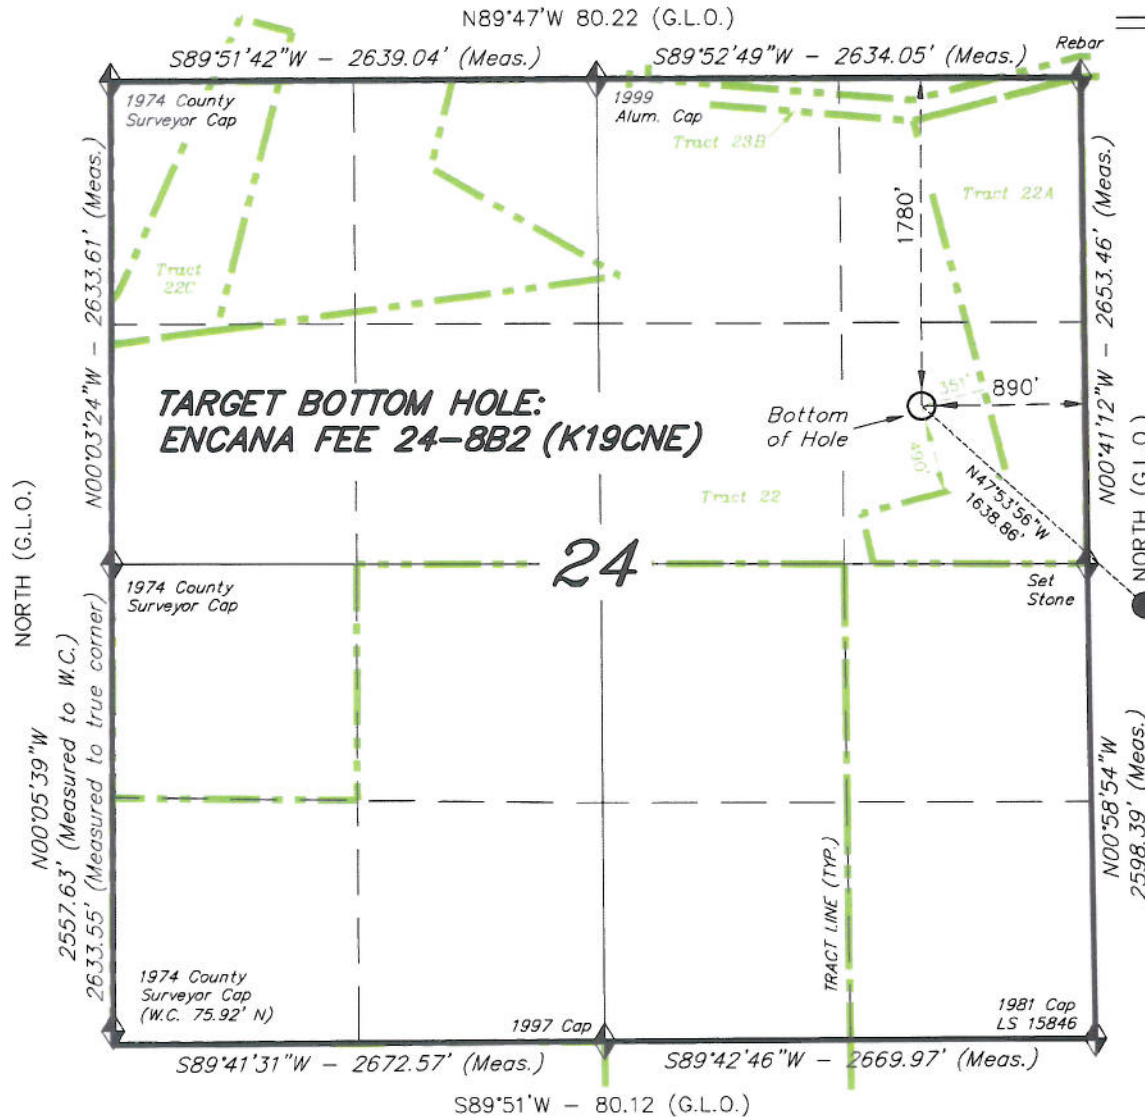 N89°47'W 80.22 (G.L.O.)
S89°51'42"W – 2639.04' (Meas.)
S89°52'49"W – 2634.05' (Meas.)
Rebar
1974 County
Surveyor Cap
1999
Alum. Cap
Tract 23B
Tract 22A
1780'
N00°03'24"W – 2633.61' (Meas.)
N00°41'12"W – 2653.46' (Meas.)
Tract
22C
TARGET BOTTOM HOLE:
ENCANA FEE 24–8B2 (K19CNE)
351'
890'
Bottom
of Hole
490'
N47°53'56"W
1638.86'
Tract 22
NORTH (G.L.O.)
NORTH (G.L.O.)
24
1974 County
Surveyor Cap
Set
Stone
N00°05'39"W
2557.63' (Measured to W.C.)
2633.55' (Measured to true corner)
TRACT LINE (TYP.)
N00°58'54"W
2598.39' (Meas.)
1974 County
Surveyor Cap
(W.C. 75.92' N)
1997 Cap
1981 Cap
LS 15846
S89°41'31"W – 2672.57' (Meas.)
S89°42'46"W – 2669.97' (Meas.)
S89°51'W – 80.12 (G.L.O.)